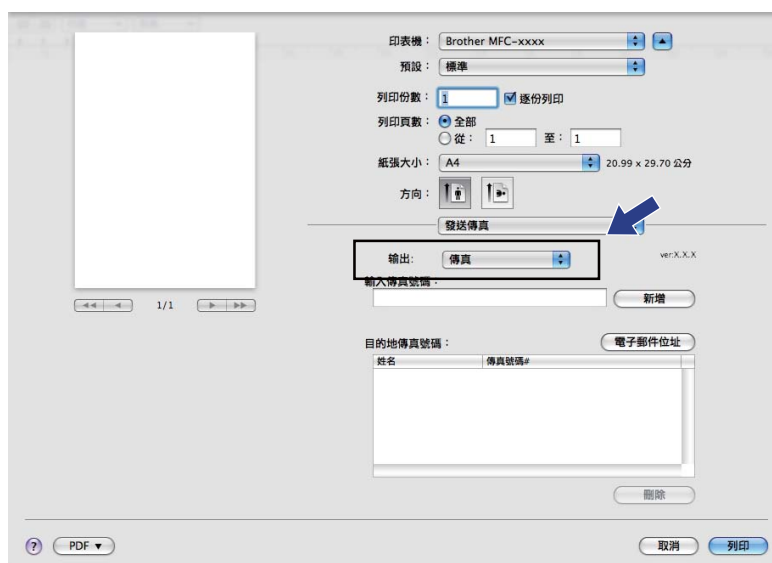 印表機： Brother MFC-xxxx
預設： 標準
列印份數： 1 逐份列印
列印頁數： 全部
從： 1 至： 1
紙張大小： A4 20.99 x 29.70 公分
方向：
發送傳真
输出: 傳真 ver:X.X.X
輸入傳真號碼：
1/1 新增
目的地傳真號碼： 電子郵件位址
姓名 傳真號碼#
刪除
? PDF ▼ 取消 列印